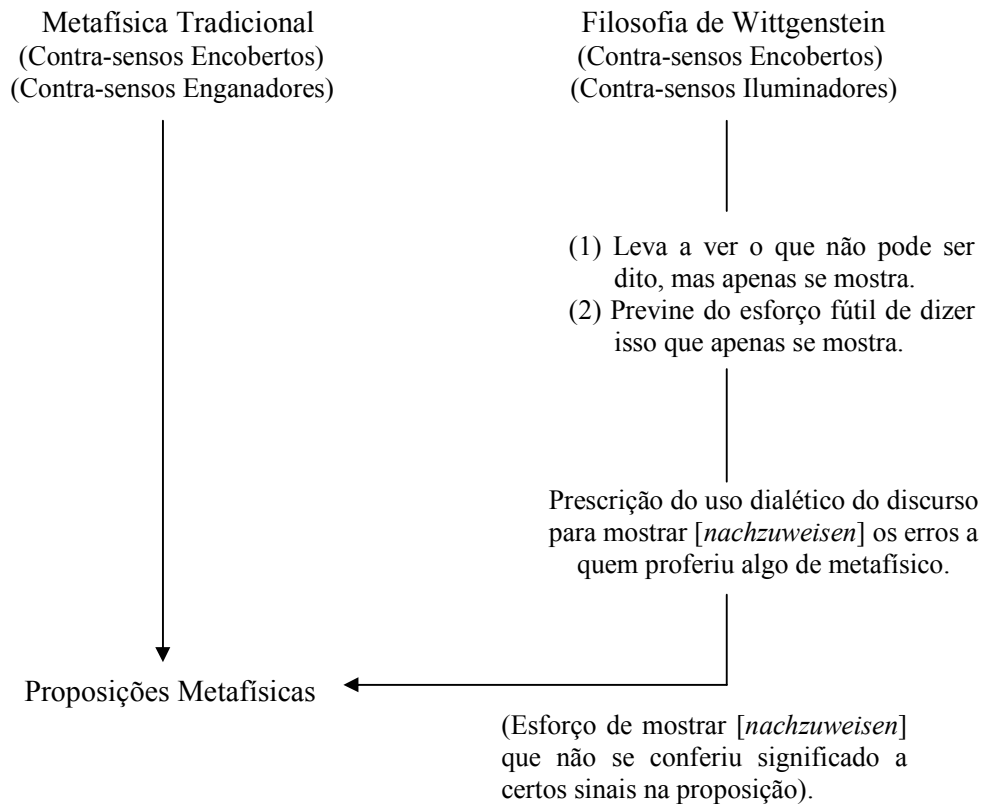 Metafísica Tradicional
(Contra-sensos Encobertos)
(Contra-sensos Enganadores)
Filosofia de Wittgenstein
(Contra-sensos Encobertos)
(Contra-sensos Iluminadores)
(1) Leva a ver o que não pode ser
dito, mas apenas se mostra.
(2) Previne do esforço fútil de dizer
isso que apenas se mostra.
Prescrição do uso dialético do discurso
para mostrar [nachzuweisen] os erros a
quem proferiu algo de metafísico.
Proposições Metafísicas
(Esforço de mostrar [nachzuweisen]
que não se conferiu significado a
certos sinais na proposição).